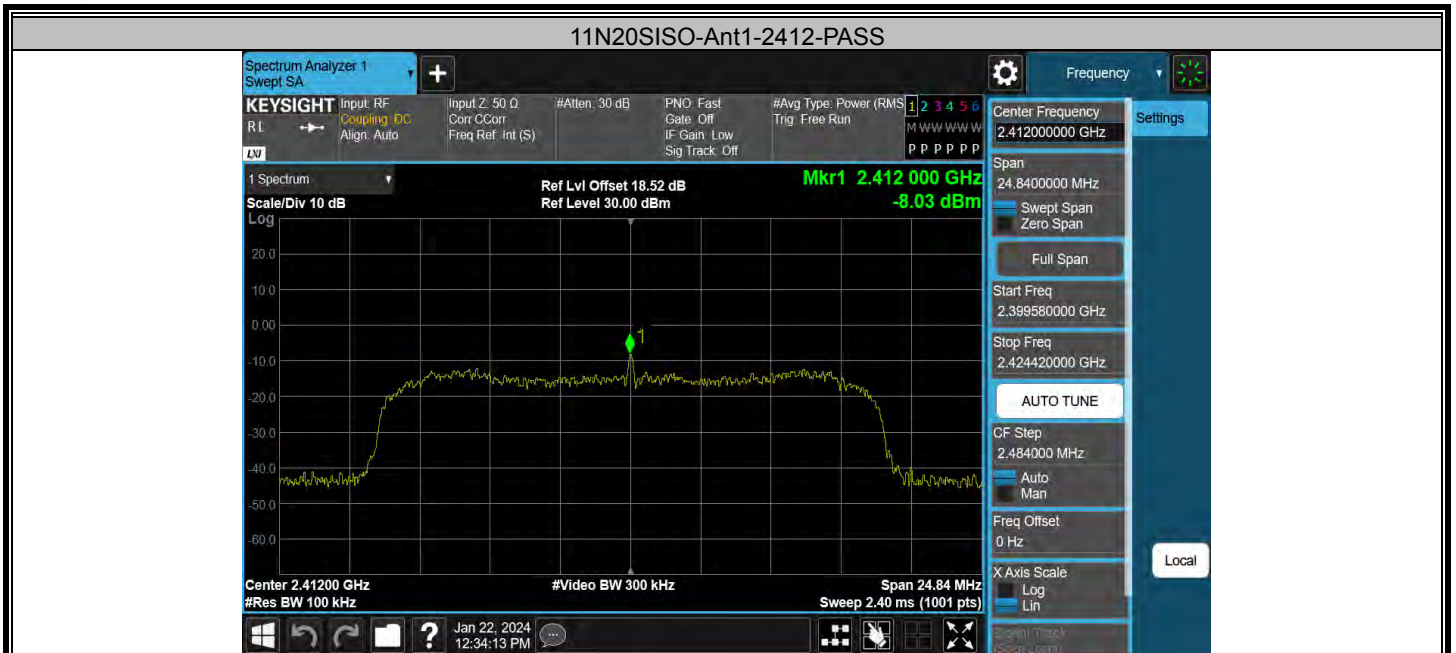 11N20SISO-Ant1-2412-PASS
Spectrum Analyzer 1
Swept SA
+
Frequency
KEYSIGHT
RL
LXI
Input: RF
Coupling: DC
Align: Auto
Input Z: 50 Ω
Corr CCorr
Freq Ref: Int (S)
#Atten: 30 dB
PNO: Fast
Gate: Off
IF Gain: Low
Sig Track: Off
#Avg Type: Power (RMS
Trig: Free Run
1 2 3 4 5 6
M W W W W W
P P P P P P
1 Spectrum
Scale/Div 10 dB
Log
Ref Lvl Offset 18.52 dB
Ref Level 30.00 dBm
Mkr1 2.412 000 GHz
-8.03 dBm
20.0
10.0
0.00
-10.0
-20.0
-30.0
-40.0
-50.0
-60.0
1
Center 2.41200 GHz
#Res BW 100 kHz
#Video BW 300 kHz
Span 24.84 MHz
Sweep 2.40 ms (1001 pts)
Center Frequency
2.412000000 GHz
Settings
Span
24.8400000 MHz
Swept Span
Zero Span
Full Span
Start Freq
2.399580000 GHz
Stop Freq
2.424420000 GHz
AUTO TUNE
CF Step
2.484000 MHz
Auto
Man
Freq Offset
0 Hz
X Axis Scale
Log
Lin
Signal Track
(Span Zoom)
Local
?
Jan 22, 2024
12:34:13 PM